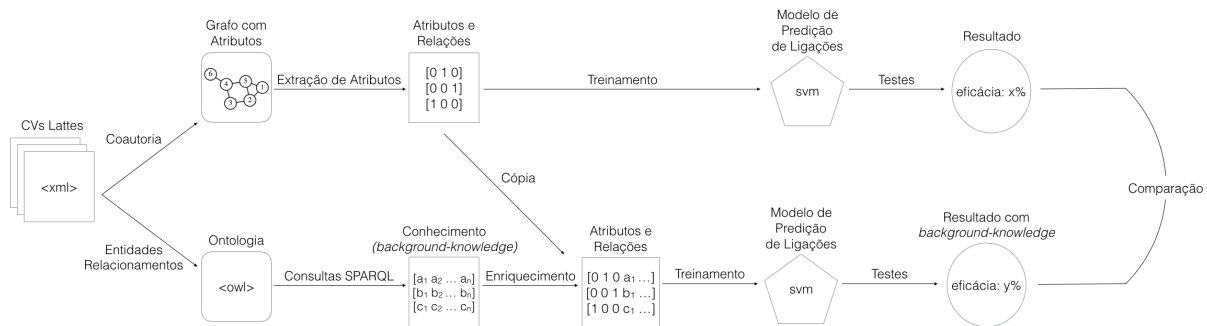 Grafo com
Atributos
6
4
5
1
3
2
Extração de Atributos
Atributos e
Relações
[0 1 0]
[0 0 1]
[1 0 0]
Treinamento
Modelo de
Predição
de Ligações
svm
Testes
Resultado
eficácia: x%
CVs Lattes
<xml>
Coautoria
Cópia
Comparação
Entidades
Relacionamentos
Ontologia
<owl>
Consultas SPARQL
Conhecimento
(background-knowledge)
[a₁ a₂ ... aₙ]
[b₁ b₂ ... bₙ]
[c₁ c₂ ... cₙ]
Enriquecimento
Atributos e
Relações
[0 1 0 a₁ ...]
[0 0 1 b₁ ...]
[1 0 0 c₁ ...]
Treinamento
Modelo de
Predição
de Ligações
svm
Testes
Resultado com
background-knowledge
eficácia: y%